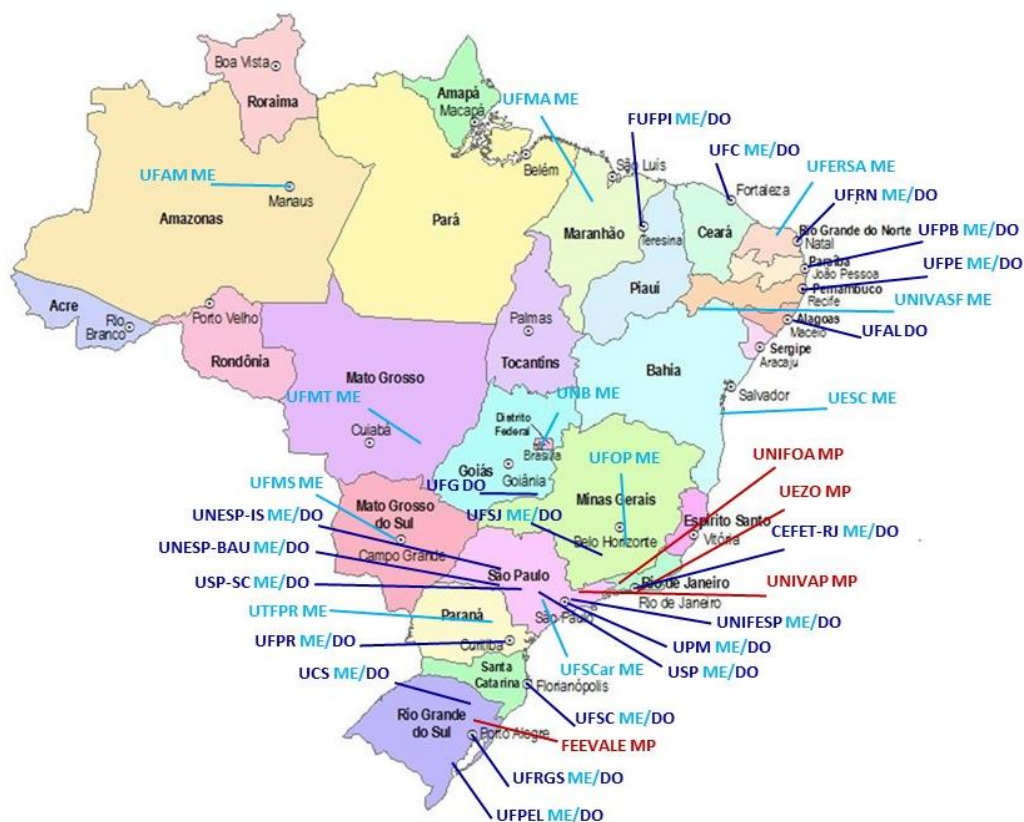 Boa Vista
Roraima
Amapá
Macapá
UFMA ME
FUFPI ME/DO
UFC ME/DO
UFERSA ME
Belém
São Luís
Fortaleza
UFRN ME/DO
UFAM ME
Manaus
Amazonas
Pará
Maranhão
Teresina
Ceará
Rio Grande do Norte
Natal
UFPB ME/DO
Paraíba
João Pessoa
UFPE ME/DO
Piauí
Pernambuco
Recife
UNIVASF ME
Acre
Rio
Branco
Porto Velho
Palmas
Alagoas
Maceió
UFAL DO
Rondônia
Tocantins
Sergipe
Aracaju
Mato Grosso
Bahia
Salvador
UFMT ME
UNB ME
UESC ME
Distrito
Federal
Cuiabá
Brasília
Goiás
Goiânia
UFOP ME
UNIFOA MP
UFG DO
UFMS ME
Mato Grosso
do Sul
Minas Gerais
UEZO MP
UNESP-IS ME/DO
UFSJ ME/DO
Espírito Santo
Vitória
CEFET-RJ ME/DO
UNESP-BAU ME/DO
Campo Grande
Belo Horizonte
USP-SC ME/DO
São Paulo
Rio de Janeiro
Rio de Janeiro
UNIVAP MP
UTFPR ME
Paraná
São Paulo
UNIFESP ME/DO
UFPR ME/DO
Curitiba
UPM ME/DO
UCS ME/DO
Santa
Catarina
UFSCar ME
USP ME/DO
Florianópolis
Rio Grande
do Sul
UFSC ME/DO
Porto Alegre
FEEVALE MP
UFRGS ME/DO
UFPEL ME/DO